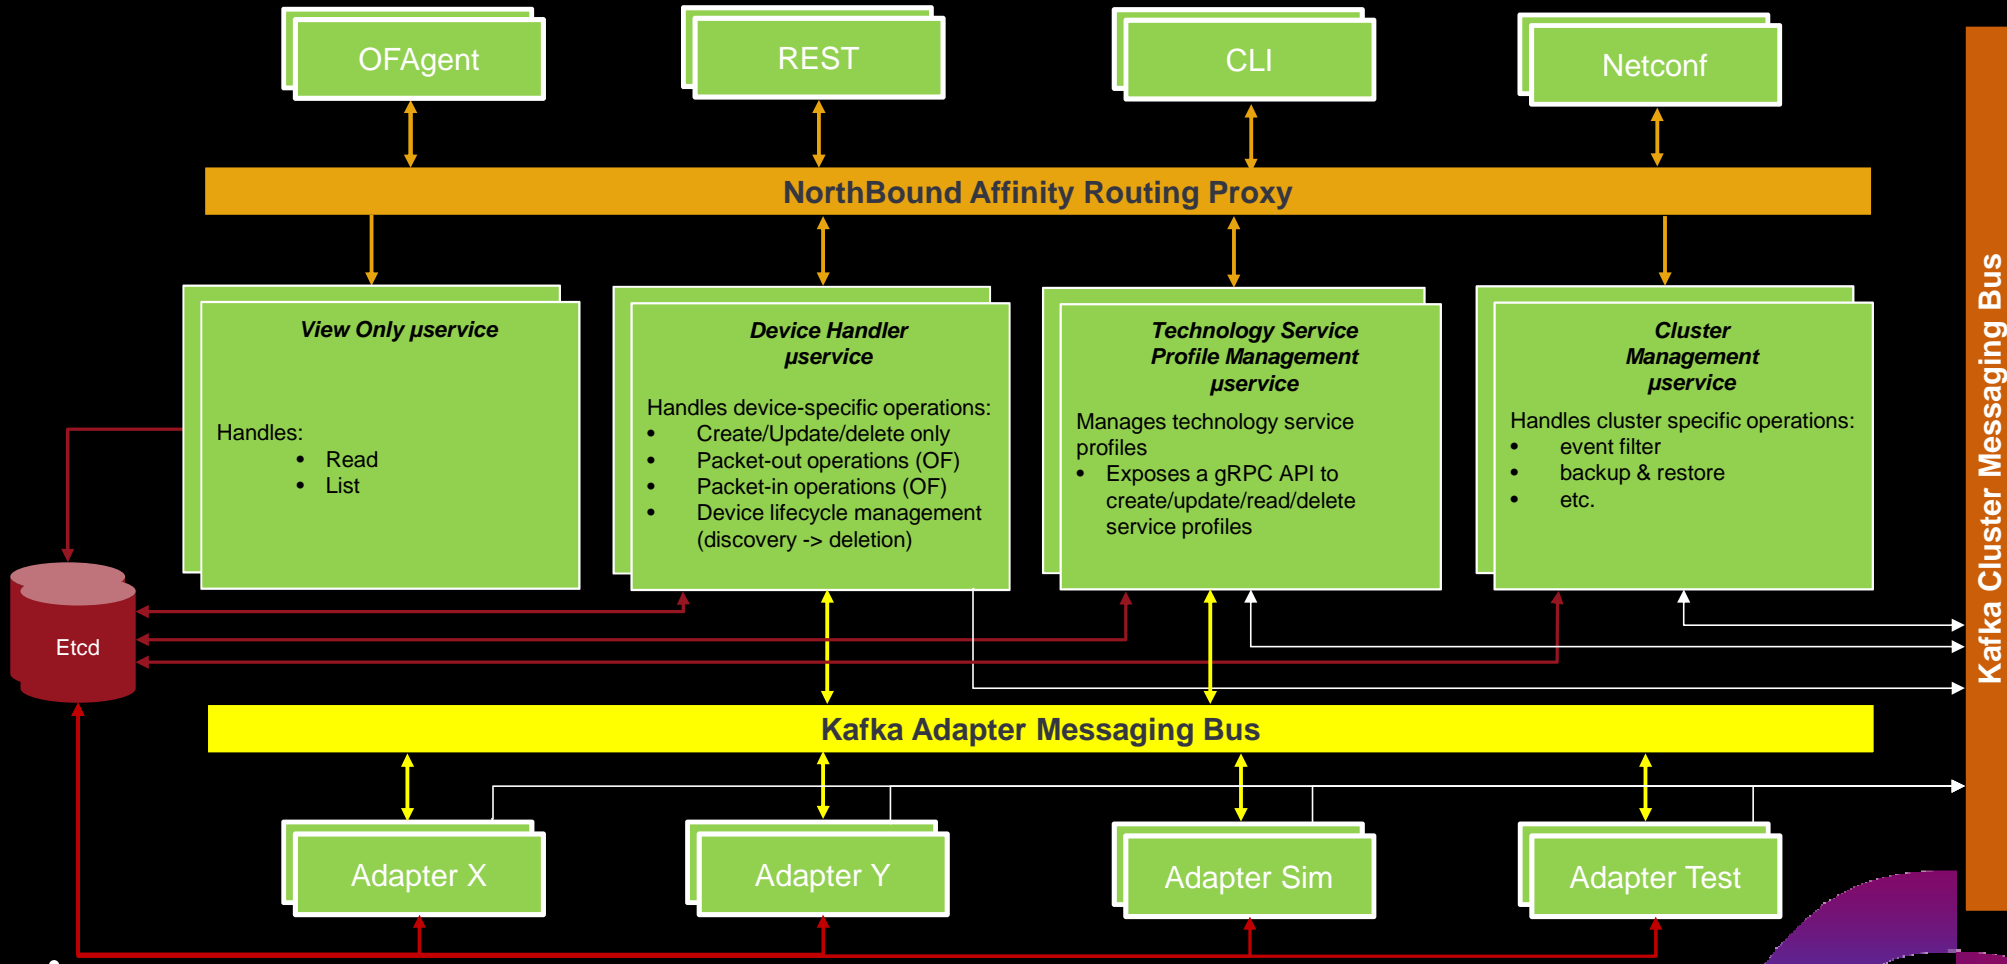 OFAgent
REST
CLI
Netconf
NorthBound Affinity Routing Proxy
View Only µservice
Handles:
• Read
• List
Device Handler
µservice
Handles device-specific operations:
• Create/Update/delete only
• Packet-out operations (OF)
• Packet-in operations (OF)
• Device lifecycle management
(discovery -> deletion)
Technology Service
Profile Management
µservice
Manages technology service
profiles
• Exposes a gRPC API to
create/update/read/delete
service profiles
Cluster
Management
µservice
Handles cluster specific operations:
• event filter
• backup & restore
• etc.
Kafka Cluster Messaging Bus
Etcd
Kafka Adapter Messaging Bus
Adapter X
Adapter Y
Adapter Sim
Adapter Test